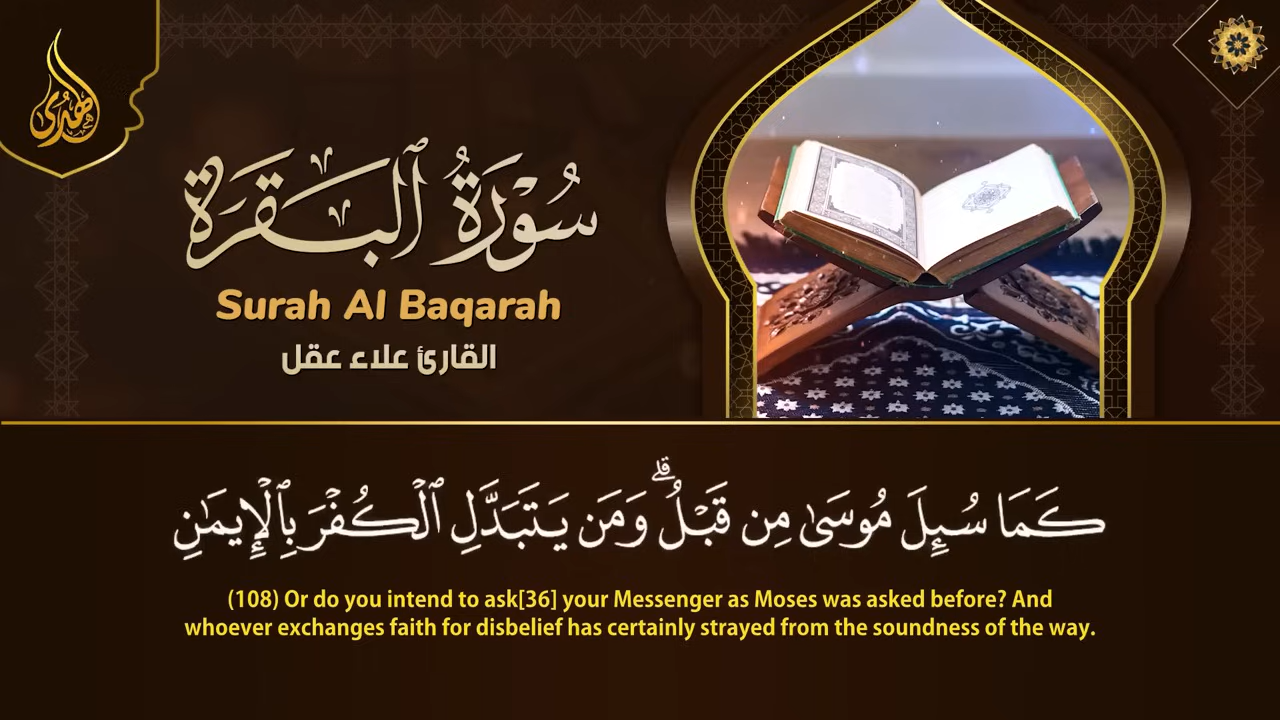 الهدى
سُورَةُ ٱلْبَقَرَةِ
Surah Al Baqarah
القارئ علاء عقل
كَمَا سُئِلَ مُوسَىٰ مِن قَبْلُ ۗ وَمَن يَتَبَدَّلِ ٱلْكُفْرَ بِٱلْإِيمَـٰنِ
(108) Or do you intend to ask[36] your Messenger as Moses was asked before? And
whoever exchanges faith for disbelief has certainly strayed from the soundness of the way.